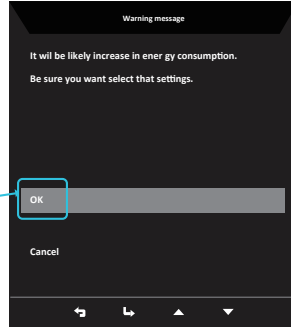 Warning message
It wil be likely increase in ener gy consumption.
Be sure you want select that settings.
OK
Cancel